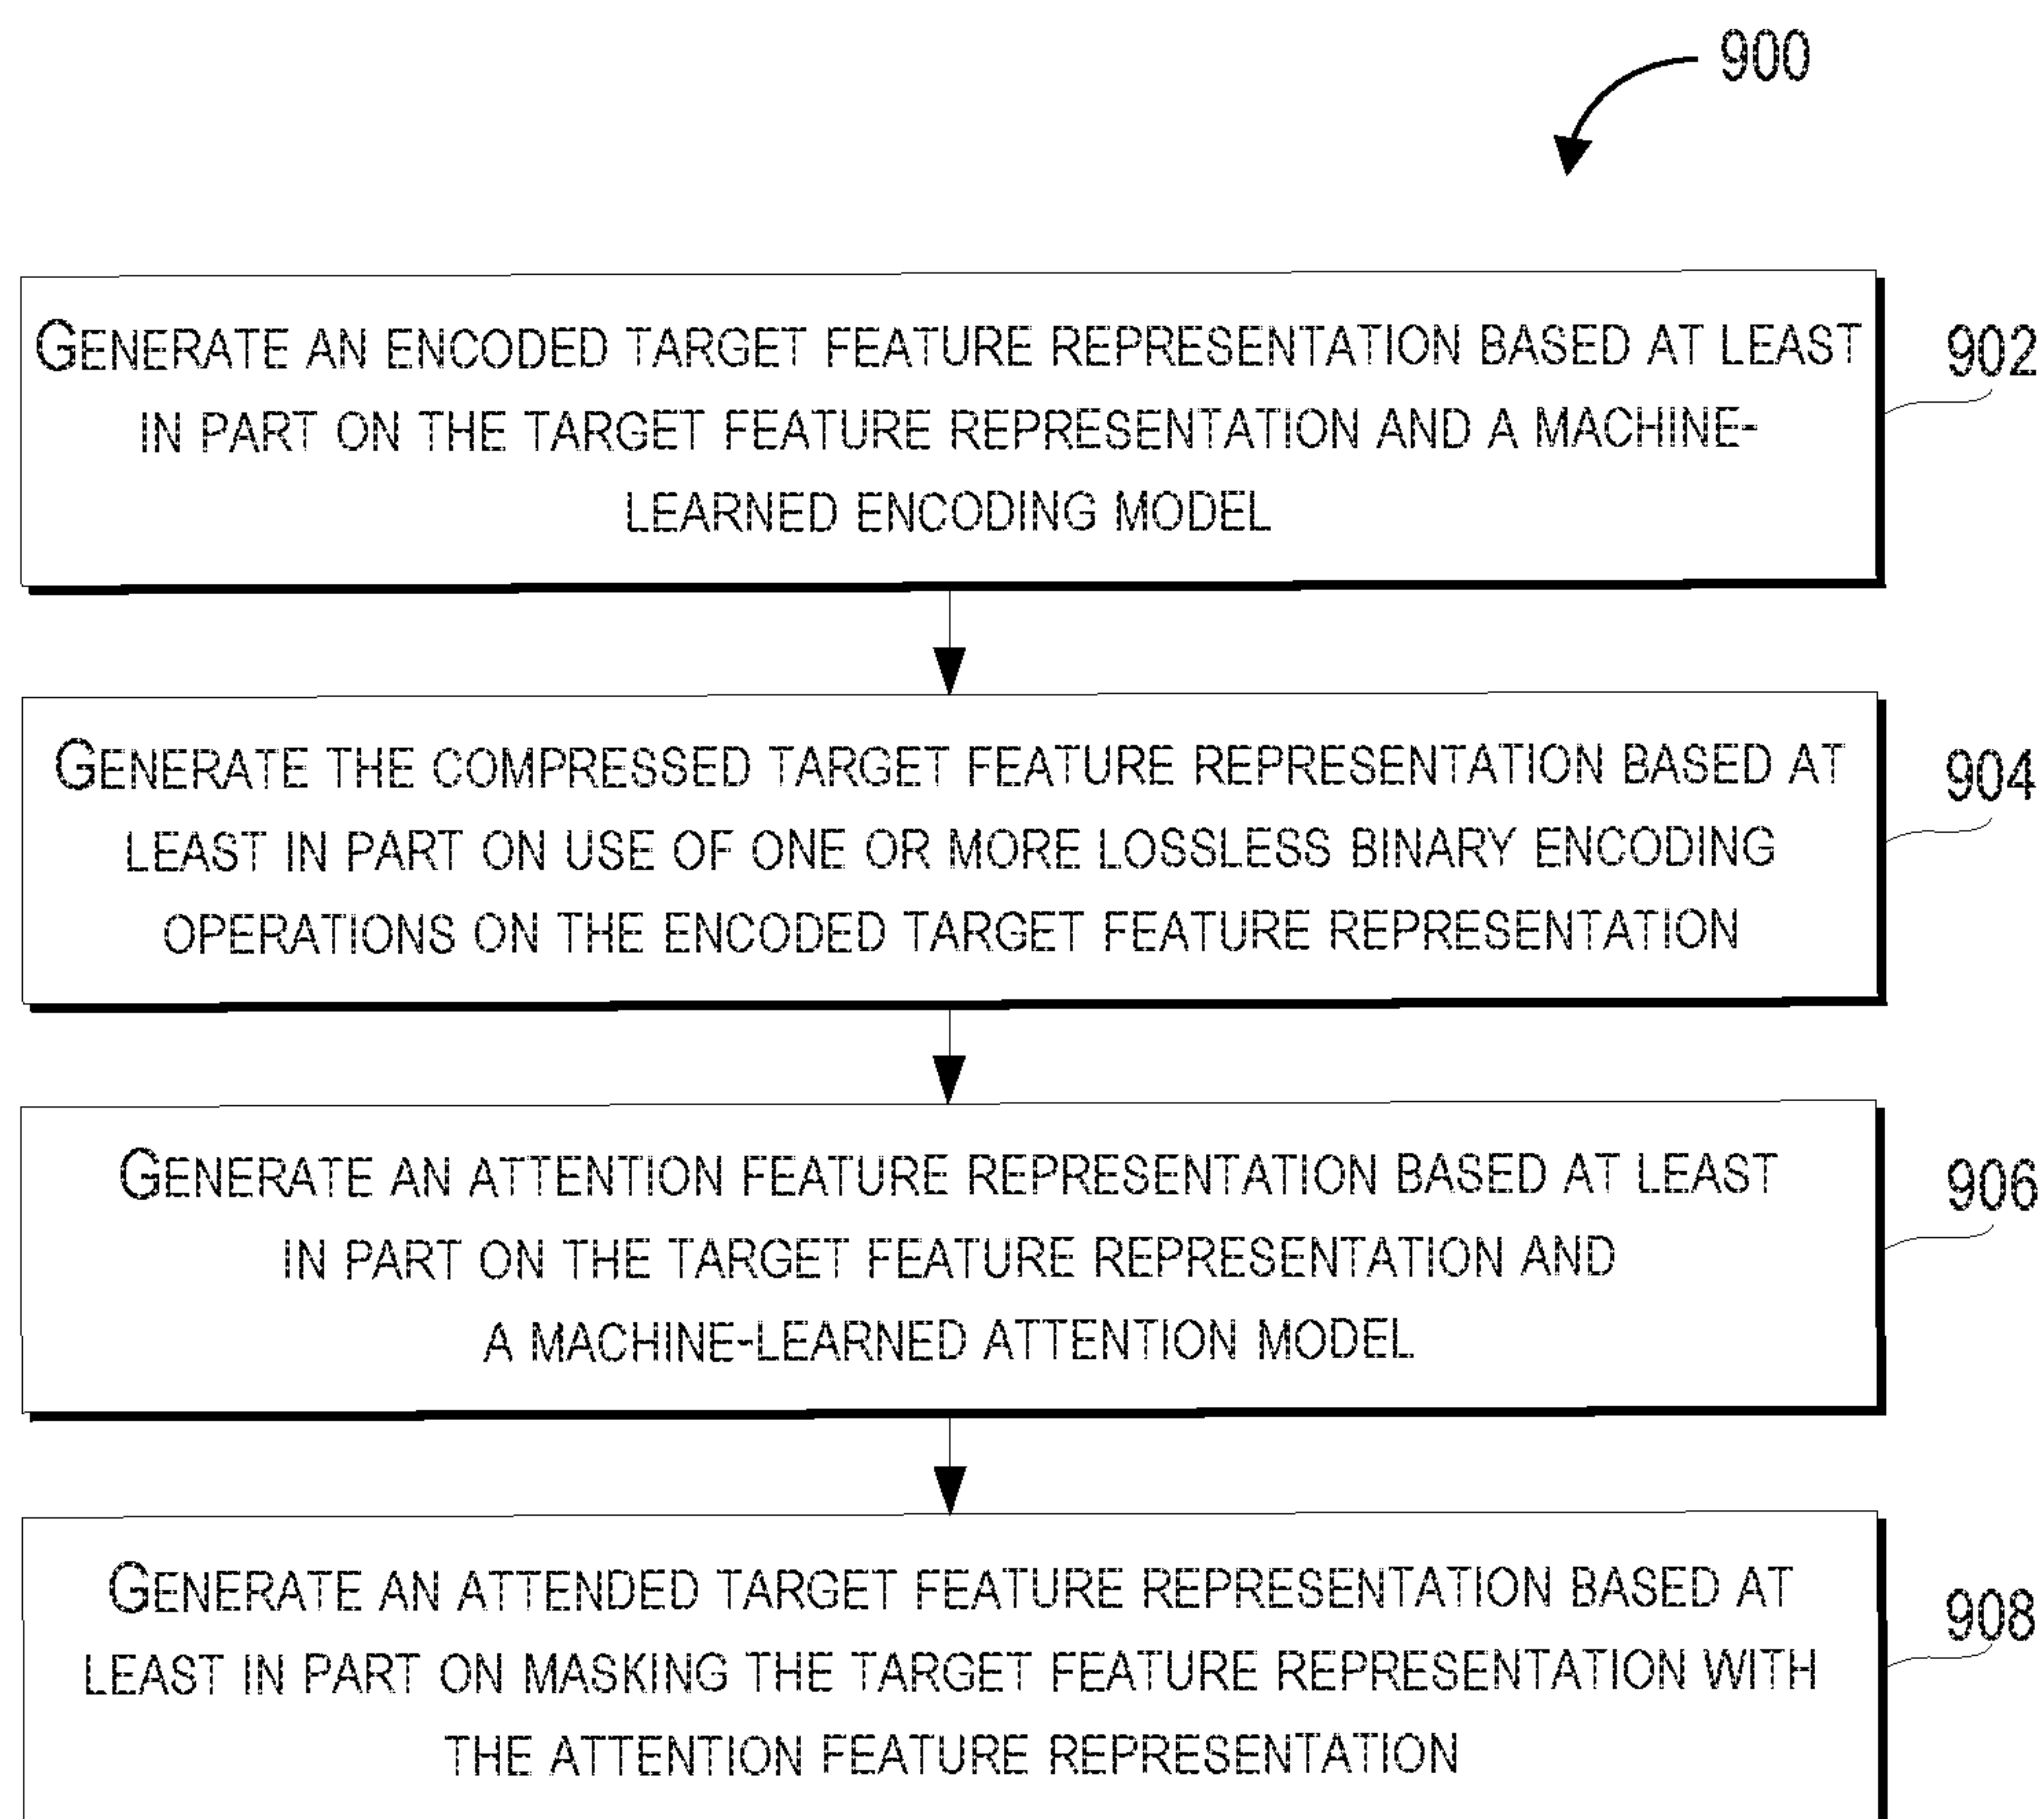 900
GENERATE AN ENCODED TARGET FEATURE REPRESENTATION BASED AT LEAST
IN PART ON THE TARGET FEATURE REPRESENTATION AND A MACHINE-
LEARNED ENCODING MODEL
902
GENERATE THE COMPRESSED TARGET FEATURE REPRESENTATION BASED AT
LEAST IN PART ON USE OF ONE OR MORE LOSSLESS BINARY ENCODING
OPERATIONS ON THE ENCODED TARGET FEATURE REPRESENTATION
904
GENERATE AN ATTENTION FEATURE REPRESENTATION BASED AT LEAST
IN PART ON THE TARGET FEATURE REPRESENTATION AND
A MACHINE-LEARNED ATTENTION MODEL
906
GENERATE AN ATTENDED TARGET FEATURE REPRESENTATION BASED AT
LEAST IN PART ON MASKING THE TARGET FEATURE REPRESENTATION WITH
THE ATTENTION FEATURE REPRESENTATION
908